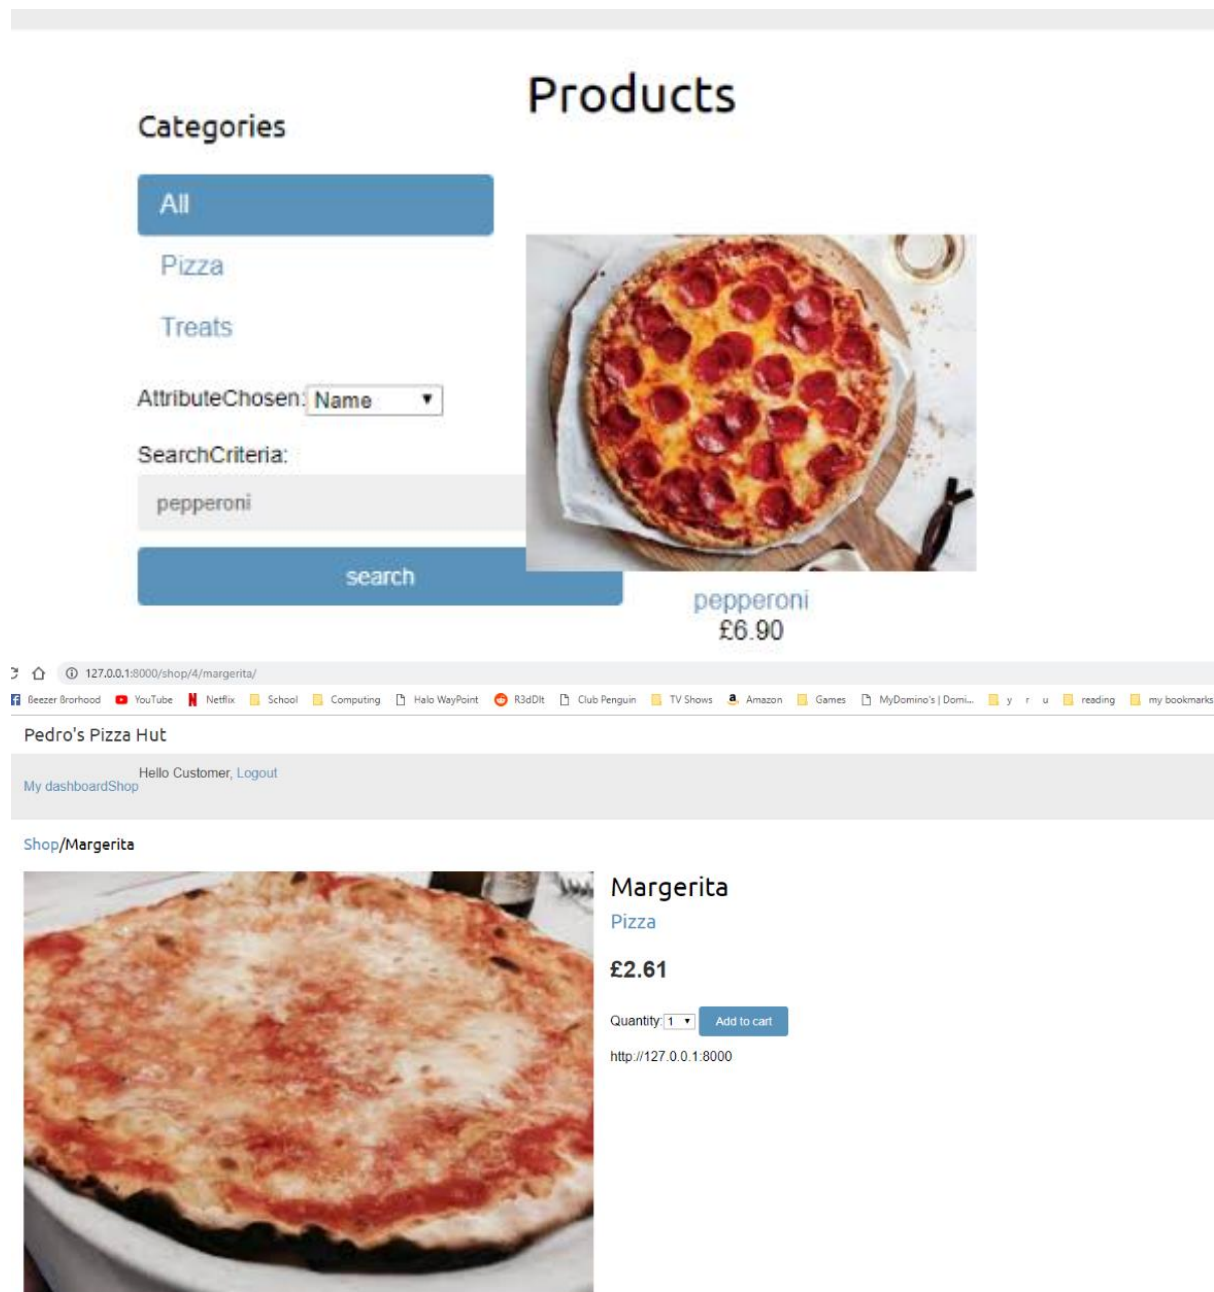 Products
Categories
All
Pizza
Treats
AttributeChosen: Name
SearchCriteria:
pepperoni
search
pepperoni
£6.90
127.0.0.1:8000/shop/4/margerita/
Beezer Brorhood YouTube Netflix School Computing Halo WayPoint R3dDIt Club Penguin TV Shows Amazon Games MyDomino's | Domi... y r u reading my bookmarks
Pedro's Pizza Hut
Hello Customer, Logout
My dashboardShop
Shop/Margerita
Margerita
Pizza
£2.61
Quantity: 1 Add to cart
http://127.0.0.1:8000